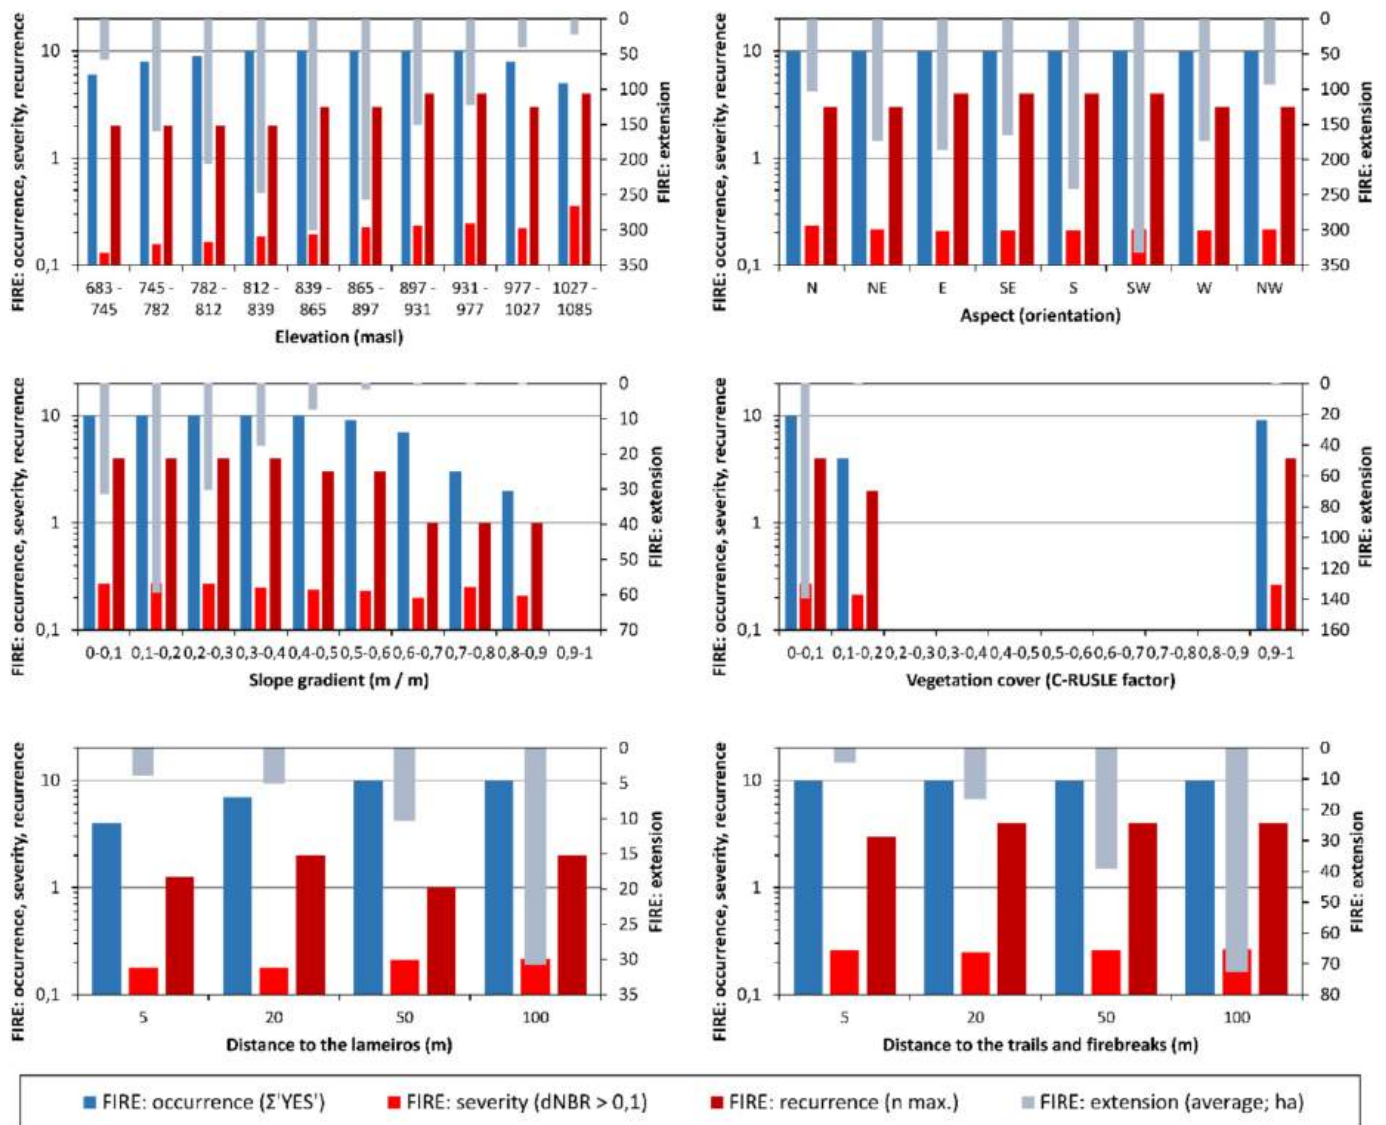 FIRE: occurrence, severity, recurrence
10
1
0,1
0
50
100
150
200
250
300
350
FIRE: extension
683 - 745
745 - 782
782 - 812
812 - 839
839 - 865
865 - 897
897 - 931
931 - 977
977 - 1027
1027 - 1085
Elevation (masl)
FIRE: occurrence, severity, recurrence
10
1
0,1
0
50
100
150
200
250
300
350
FIRE: extension
N NE E SE S SW W NW
Aspect (orientation)
FIRE: occurrence, severity, recurrence
10
1
0,1
0
10
20
30
40
50
60
70
FIRE: extension
0-0,1 0,1-0,2 0,2-0,3 0,3-0,4 0,4-0,5 0,5-0,6 0,6-0,7 0,7-0,8 0,8-0,9 0,9-1
Slope gradient (m / m)
FIRE: occurrence, severity, recurrence
10
1
0,1
0
20
40
60
80
100
120
140
160
FIRE: extension
0-0,1 0,1-0,2 0,2-0,3 0,3-0,4 0,4-0,5 0,5-0,6 0,6-0,7 0,7-0,8 0,8-0,9 0,9-1
Vegetation cover (C-RUSLE factor)
FIRE: occurrence, severity, recurrence
10
1
0,1
0
5
10
15
20
25
30
35
FIRE: extension
5 20 50 100
Distance to the lameiros (m)
FIRE: occurrence, severity, recurrence
10
1
0,1
0
10
20
30
40
50
60
70
80
FIRE: extension
5 20 50 100
Distance to the trails and firebreaks (m)
FIRE: occurrence (Σ'YES') FIRE: severity (dNBR > 0,1) FIRE: recurrence (n max.) FIRE: extension (average; ha)